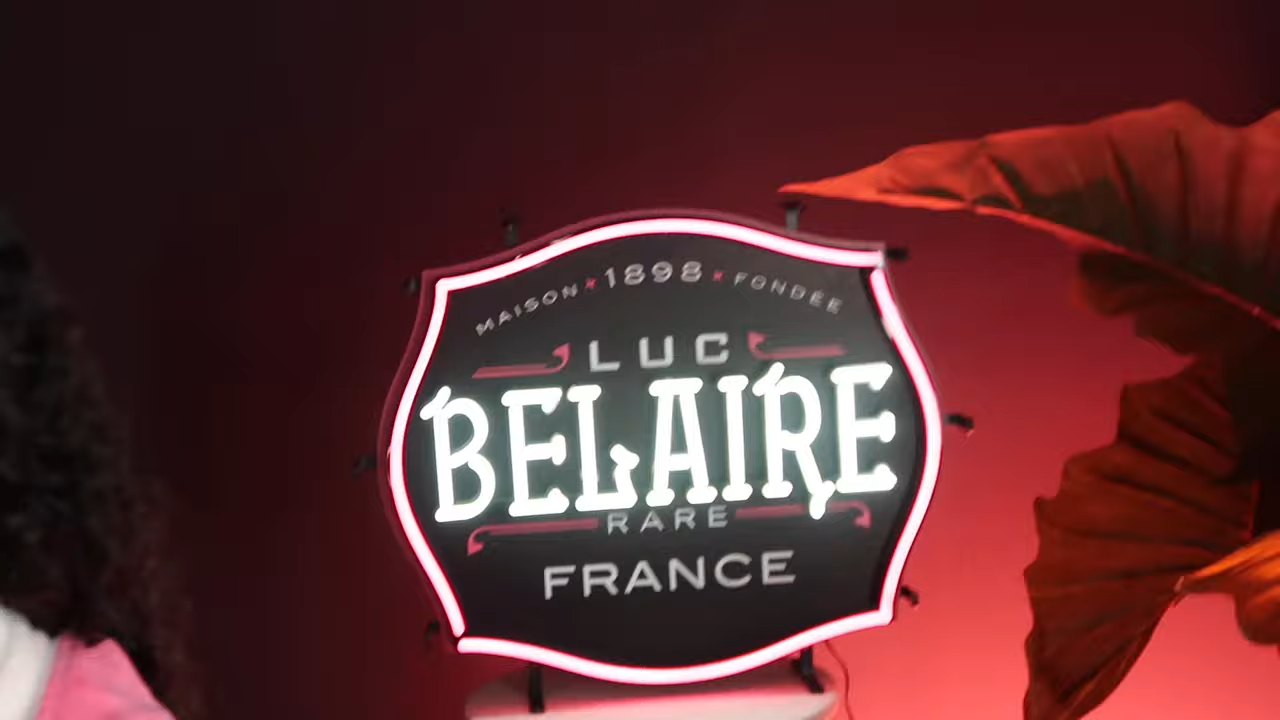 MAISON × 1898 × FONDÉE
LUC
BELAIRE
RARE
FRANCE